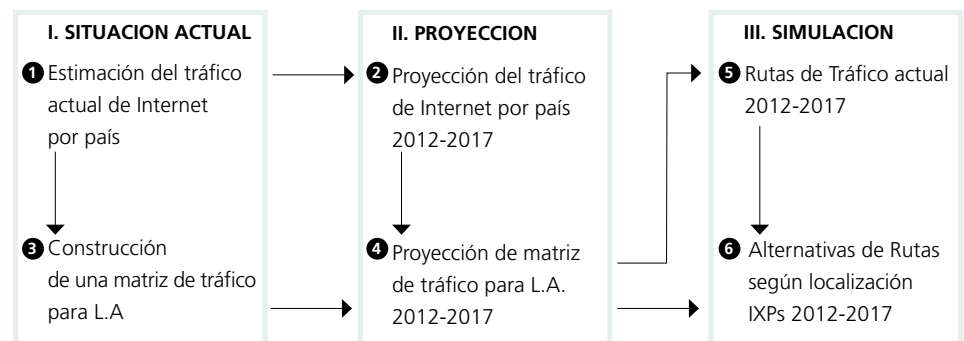 I. SITUACION ACTUAL
1 Estimación del tráfico
actual de Internet
por país
3 Construcción
de una matriz de tráfico
para L.A
II. PROYECCION
2 Proyección del tráfico
de Internet por país
2012-2017
4 Proyección de matriz
de tráfico para L.A.
2012-2017
III. SIMULACION
5 Rutas de Tráfico actual
2012-2017
6 Alternativas de Rutas
según localización
IXPs 2012-2017